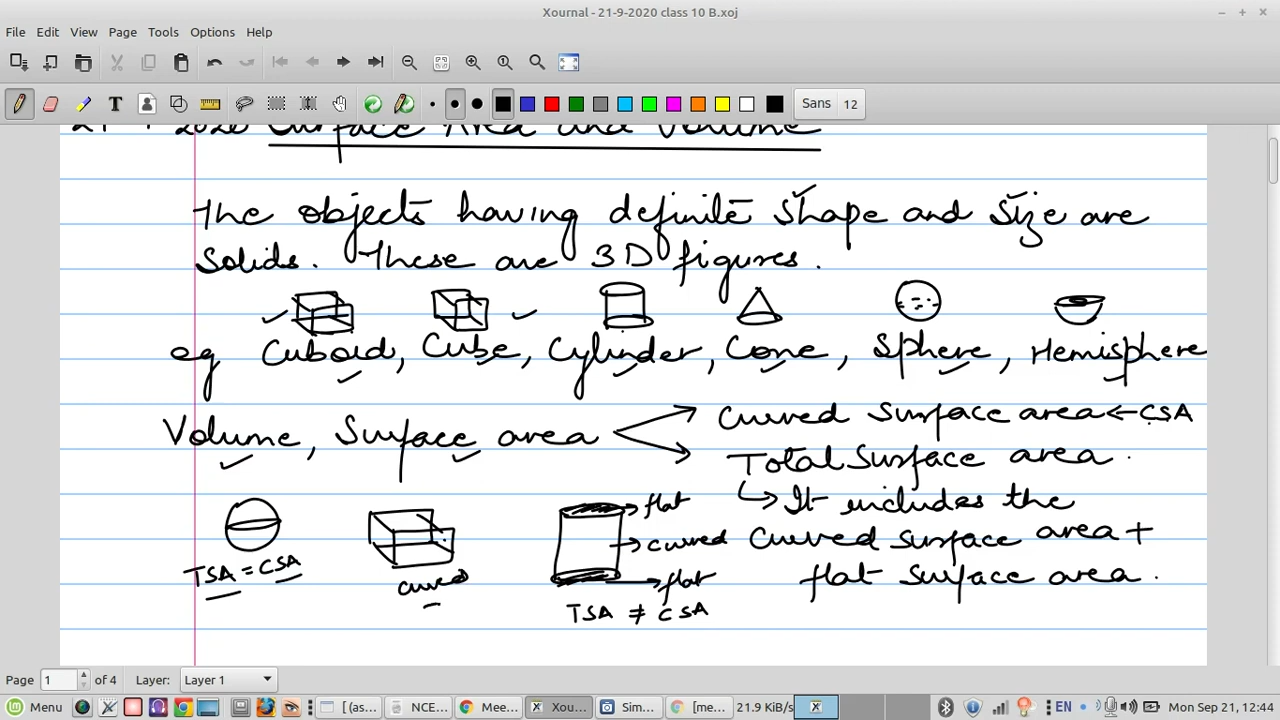 Xournal - 21-9-2020 class 10 B.xoj
File Edit View Page Tools Options Help
Sans 12
2020 Surface Area and Volume
The objects having definite shape and size are
Solids. These are 3D figures.
eg Cuboid, Cube, Cylinder, Cone, Sphere, Hemisphere
Volume, Surface area
Curved Surface area ← CSA
Total Surface area.
↳ It includes the
Curved surface area +
flat surface area.
TSA = CSA
curved
flat
curved
flat
TSA ≠ CSA
Page 1 of 4 Layer: Layer 1
Menu [ (as... NCE... Mee... Xou... Sim... [me... 21.9 KiB/s EN Mon Sep 21, 12:44